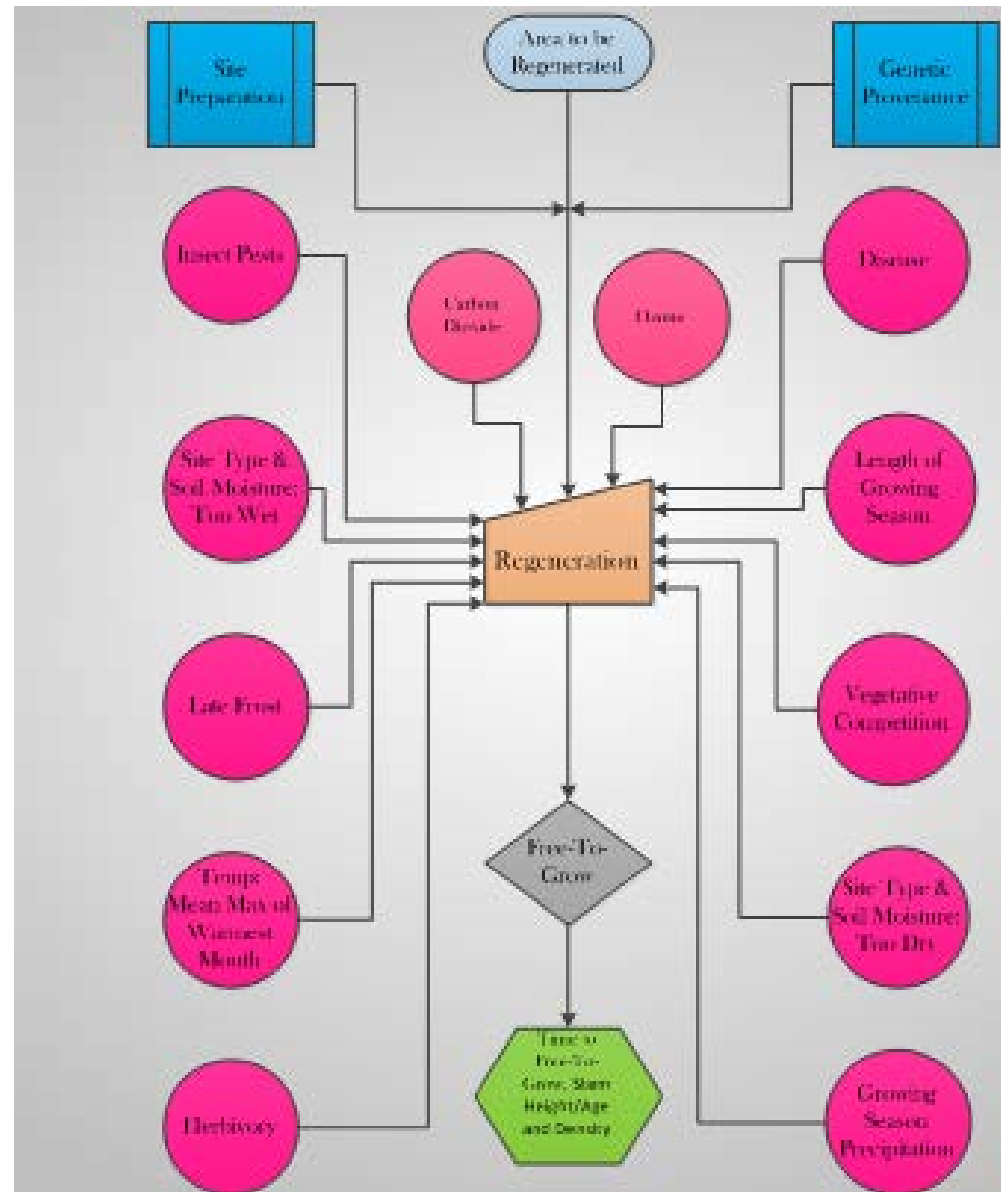 Site
Preparation
Area to be
Regenerated
Genetic
Provenance
Insect Pests
Carbon
Dioxide
Ozone
Disease
Site Type &
Soil Moisture:
Too Wet
Length of
Growing
Season
Regeneration
Late Frost
Vegetative
Competition
Free-To-
Grow
Temp:
Mean Max of
Warmest
Month
Site Type &
Soil Moisture:
Too Dry
Time to
Free-To-
Grow, Stem
Height/Age
and Density
Herbivory
Growing
Season
Precipitation